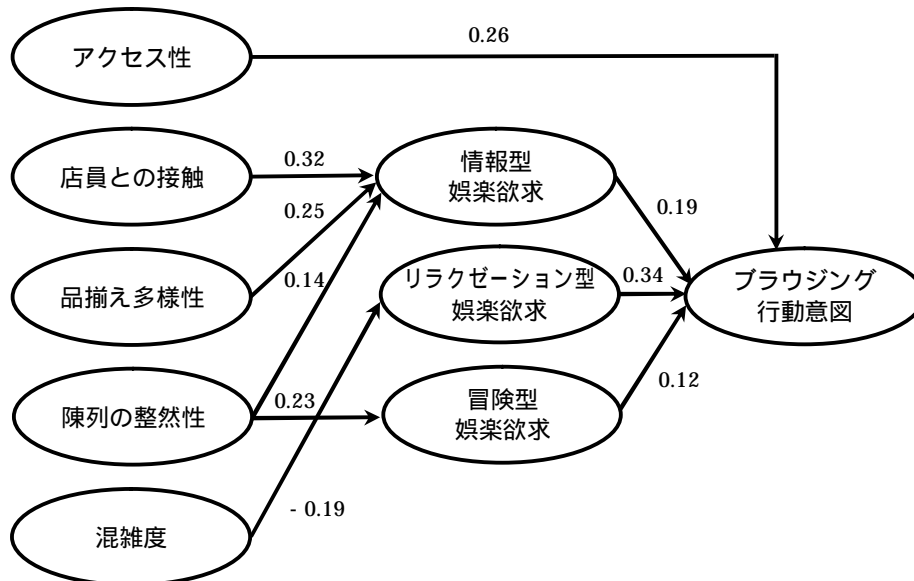 0.26
アクセス性
店員との接触
0.32
情報型
娯楽欲求
0.25
0.19
品揃え多様性
0.14
リラクゼーション型
娯楽欲求
0.34
ブラウジング
行動意図
陳列の整然性
0.23
冒険型
娯楽欲求
0.12
混雑度
- 0.19